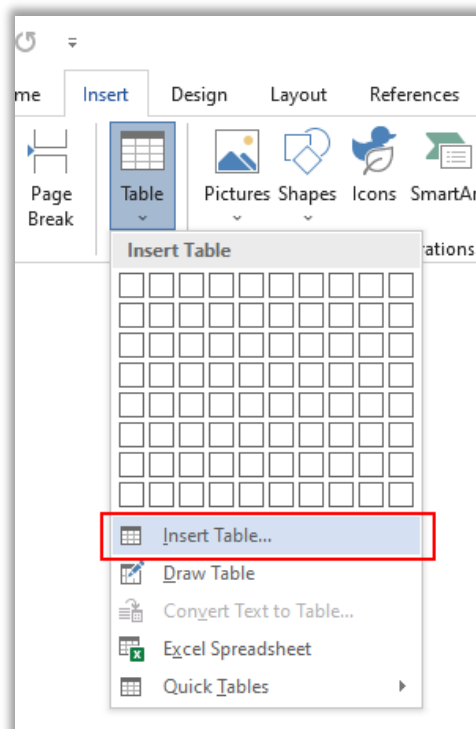 me Insert Design Layout References
Page Break
Table
Pictures Shapes Icons SmartAr
rations
Insert Table
Insert Table...
Draw Table
Convert Text to Table...
Excel Spreadsheet
Quick Tables